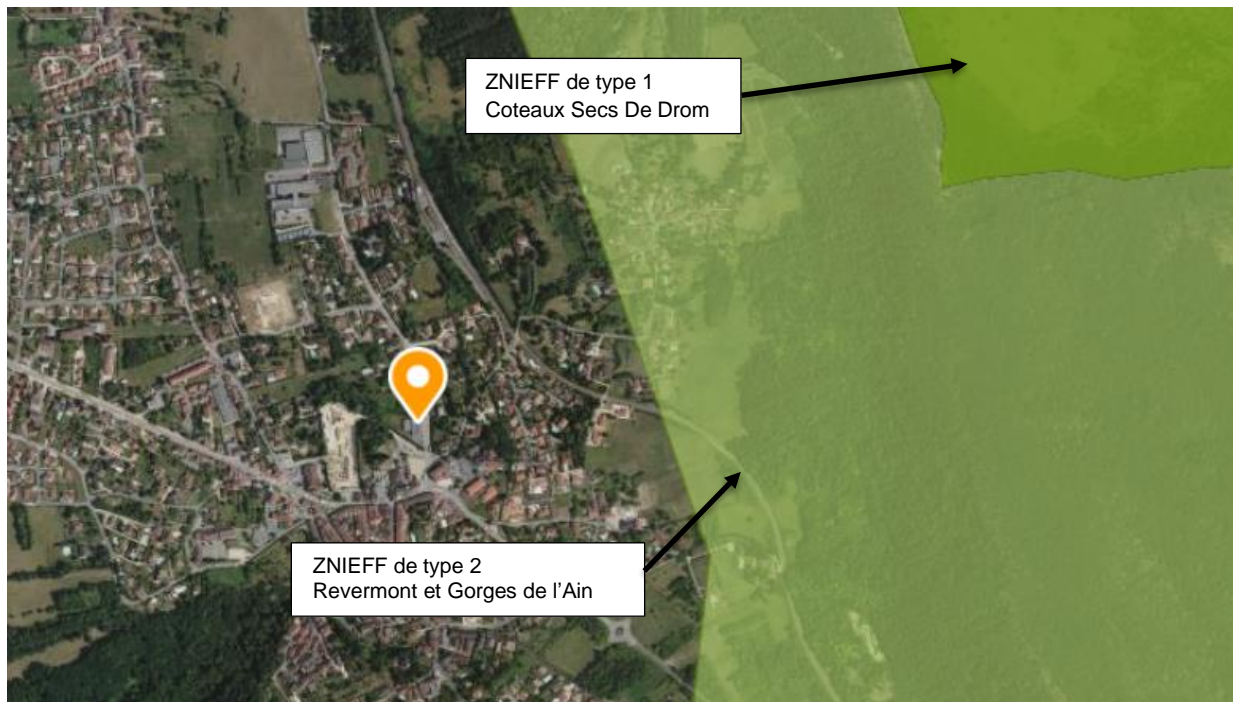 ZNIEFF de type 1
Coteaux Secs De Drom
ZNIEFF de type 2
Revermont et Gorges de l’Ain